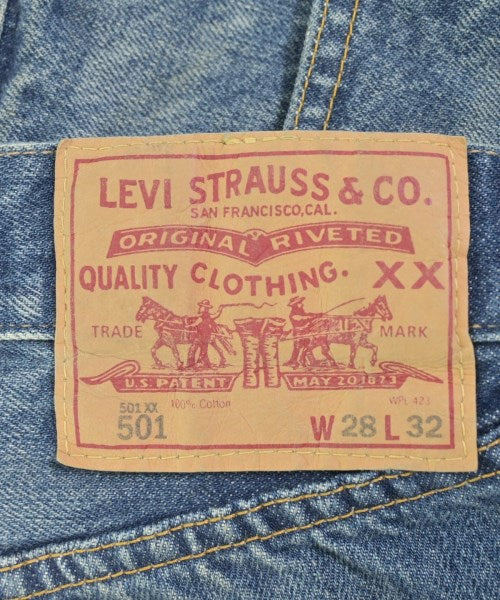 LEVI STRAUSS & CO.
SAN FRANCISCO, CAL.
ORIGINAL RIVETED
QUALITY CLOTHING. XX
TRADE MARK
U.S. PATENT MAY 20 1873
501 XX 100% Cotton WPL 423
501 W 28 L 32